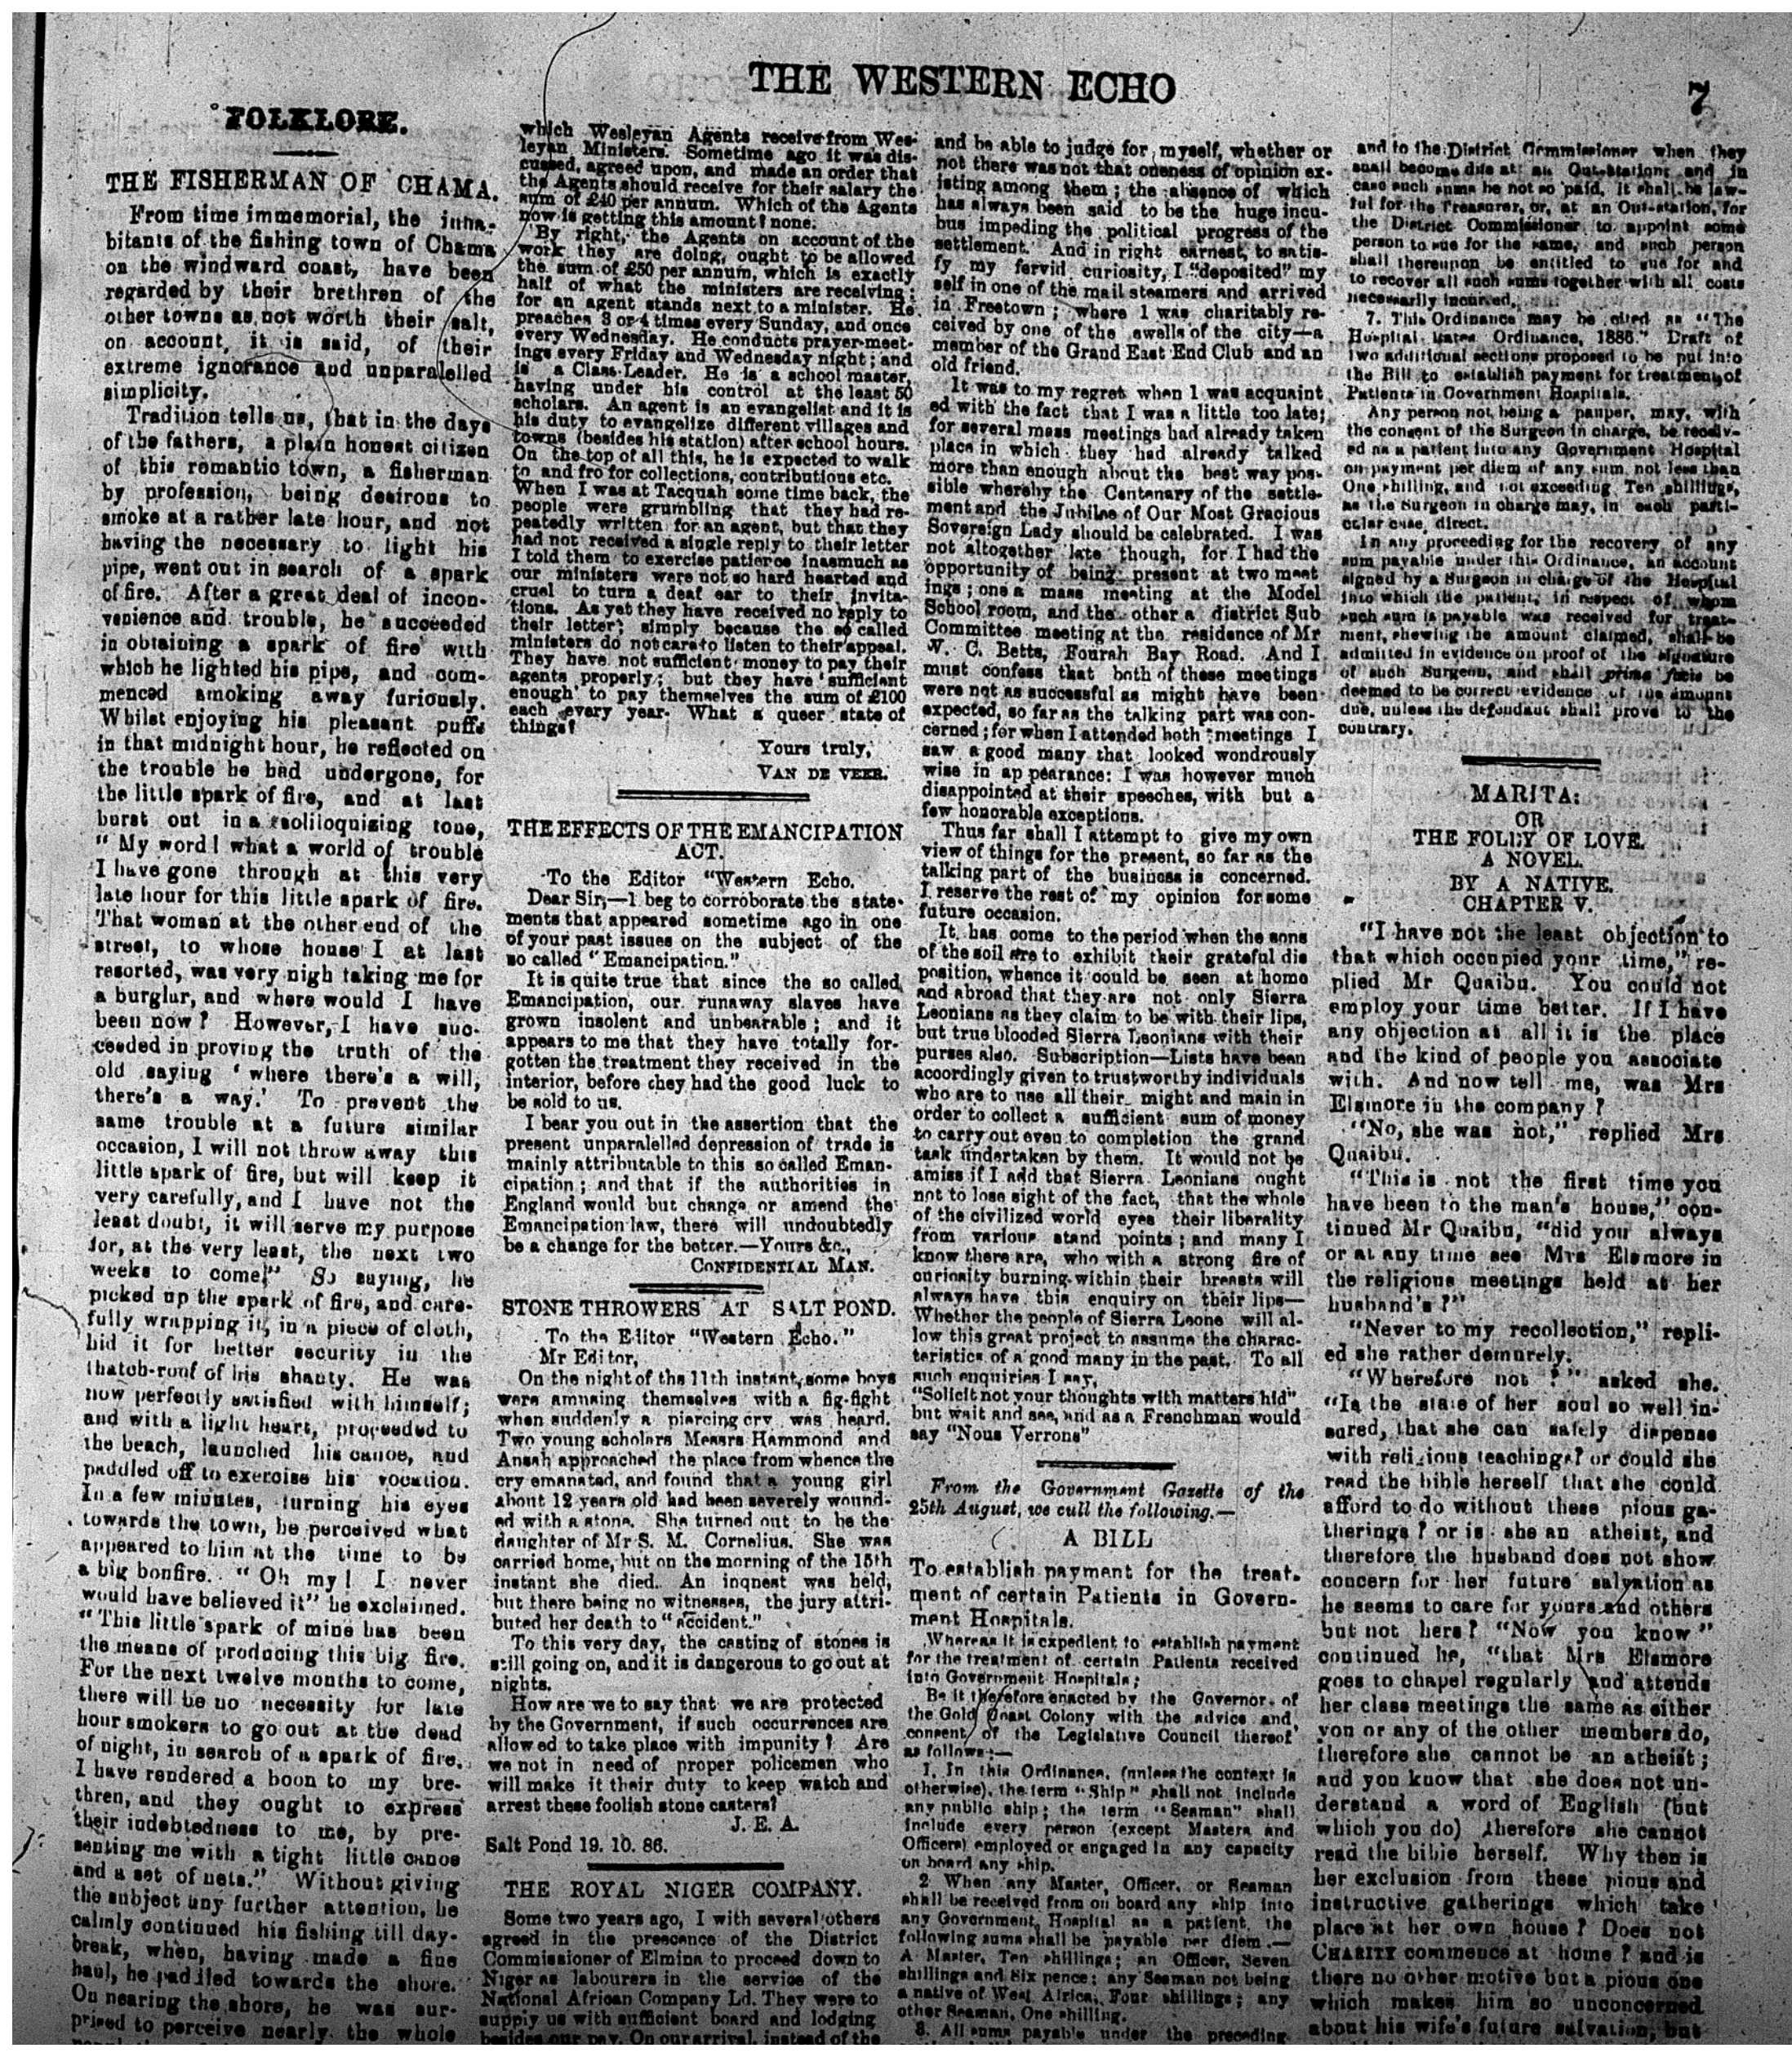 THE WESTERN ECHO
7
FOLKLORE.
THE FISHERMAN OF CHAMA.
From time immemorial, the inha-
bitants of the fishing town of Chama
on the windward coast, have been
regarded by their brethren of the
other towns as not worth their salt,
on account, it is said, of their
extreme ignorance and unparalelled
simplicity.
Tradition tells us, that in the days
of the fathers, a plain honest citizen
of this romantic town, a fisherman
by profession, being desirous to
smoke at a rather late hour, and not
having the necessary to light his
pipe, went out in search of a spark
of fire. After a great deal of incon-
venience and trouble, he succeeded
in obtaining a spark of fire with
which he lighted his pipe, and com-
menced smoking away furiously.
Whilst enjoying his pleasant puffs
in that midnight hour, he reflected on
the trouble he had undergone, for
the little spark of fire, and at last
burst out in a soliloquizing tone,
" My word! what a world of trouble
I have gone through at this very
late hour for this little spark of fire.
That woman at the other end of the
street, to whose house I at last
resorted, was very nigh taking me for
a burglar, and where would I have
been now? However, I have suc-
ceeded in proving the truth of the
old saying ' where there's a will,
there's a way.' To prevent the
same trouble at a future similar
occasion, I will not throw away this
little spark of fire, but will keep it
very carefully, and I have not the
least doubt, it will serve my purpose
for, at the very least, the next two
weeks to come!" So saying, he
picked up the spark of fire, and care-
fully wrapping it, in a piece of cloth,
hid it for better security in the
thatch-roof of his shanty. He was
now perfectly satisfied with himself;
and with a light heart, proceeded to
the beach, launched his canoe, and
paddled off to exercise his vocation.
In a few minutes, turning his eyes
towards the town, he perceived what
appeared to him at the time to be
a big bonfire. " Oh my! I never
would have believed it" he exclaimed.
" This little spark of mine has been
the means of producing this big fire.
For the next twelve months to come,
there will be no necessity for late
hour smokers to go out at the dead
of night, in search of a spark of fire.
I have rendered a boon to my bre-
thren, and they ought to express
their indebtedness to me, by pre-
senting me with a tight little canoe
and a set of nets." Without giving
the subject any further attention, he
calmly continued his fishing till day-
break, when, having made a fine
haul, he paddled towards the shore.
On nearing the shore, he was sur-
prised to perceive nearly the whole
which Wesleyan Agents receive from Wes-
leyan Ministers. Sometime ago it was dis-
cussed, agreed upon, and made an order that
the Agents should receive for their salary the
sum of £40 per annum. Which of the Agents
now is getting this amount? none.
By right, the Agents on account of the
work they are doing, ought to be allowed
the sum of £50 per annum, which is exactly
half of what the ministers are receiving;
for an agent stands next to a minister. He
preaches 3 or 4 times every Sunday, and once
every Wednesday. He conducts prayer-meet-
ings every Friday and Wednesday night; and
is a Class Leader. He is a school master,
having under his control at the least 50
scholars. An agent is an evangelist and it is
his duty to evangelize different villages and
towns (besides his station) after school hours.
On the top of all this, he is expected to walk
to and fro for collections, contributions etc.
When I was at Tacquah some time back, the
people were grumbling that they had re-
peatedly written for an agent, but that they
had not received a single reply to their letter
I told them to exercise patience inasmuch as
our ministers were not so hard hearted and
cruel to turn a deaf ear to their invita-
tions. As yet they have received no reply to
their letter; simply because the so called
ministers do not care to listen to their appeal.
They have not sufficient money to pay their
agents properly; but they have sufficient
enough to pay themselves the sum of £100
each every year. What a queer state of
things!
Yours truly,
VAN DE VEER.
THE EFFECTS OF THE EMANCIPATION
ACT.
To the Editor "Western Echo.
Dear Sir,—I beg to corroborate the state-
ments that appeared sometime ago in one
of your past issues on the subject of the
so called "Emancipation."
It is quite true that since the so called
Emancipation, our runaway slaves have
grown insolent and unbearable; and it
appears to me that they have totally for-
gotten the treatment they received in the
interior, before they had the good luck to
be sold to us.
I bear you out in the assertion that the
present unparalelled depression of trade is
mainly attributable to this so called Eman-
cipation; and that if the authorities in
England would but change or amend the
Emancipation law, there will undoubtedly
be a change for the better.—Yours &c.,
CONFIDENTIAL MAN.
STONE THROWERS AT SALT POND.
To the Editor "Western Echo."
Mr Editor,
On the night of the 11th instant, some boys
were amusing themselves with a fig-fight
when suddenly a piercing cry was heard.
Two young scholars Messrs Hammond and
Ansah approached the place from whence the
cry emanated, and found that a young girl
about 12 years old had been severely wound-
ed with a stone. She turned out to be the
daughter of Mr S. M. Cornelius. She was
carried home, but on the morning of the 15th
instant she died. An inqnest was held,
but there being no witnesses, the jury attri-
buted her death to "accident."
To this very day, the casting of stones is
still going on, and it is dangerous to go out at
nights.
How are we to say that we are protected
by the Government, if such occurrences are
allowed to take place with impunity? Are
we not in need of proper policemen who
will make it their duty to keep watch and
arrest these foolish stone casters?
J. E. A.
Salt Pond 19. 10. 86.
THE ROYAL NIGER COMPANY.
Some two years ago, I with several others
agreed in the prescance of the District
Commissioner of Elmina to proceed down to
Niger as labourers in the service of the
National African Company Ld. They were to
supply us with sufficient board and lodging
besides our pay. On our arrival, instead of the
and be able to judge for myself, whether or
not there was not that oneness of opinion ex-
isting among them; the absence of which
has always been said to be the huge incu-
bus impeding the political progress of the
settlement. And in right earnest, to satis-
fy my fervid curiosity, I "deposited" my
self in one of the mail steamers and arrived
in Freetown; where I was charitably re-
ceived by one of the swells of the city—a
member of the Grand East End Club and an
old friend.
It was to my regret when I was acquaint
ed with the fact that I was a little too late;
for several mass meetings had already taken
place in which they had already talked
more than enough about the best way pos-
sible whereby the Centenary of the settle-
ment and the Jubilee of Our Most Gracious
Sovereign Lady should be celebrated. I was
not altogether late though, for I had the
opportunity of being present at two meet
ings; one a mass meeting at the Model
School room, and the other a district Sub
Committee meeting at the residence of Mr
W. C. Betts, Fourah Bay Road. And I
must confess that both of these meetings
were not as successful as might have been
expected, so far as the talking part was con-
cerned; for when I attended both meetings I
saw a good many that looked wondrously
wise in ap pearance: I was however much
disappointed at their speeches, with but a
few honorable exceptions.
Thus far shall I attempt to give my own
view of things for the present, so far as the
talking part of the business is concerned.
I reserve the rest of my opinion for some
future occasion.
It has come to the period when the sons
of the soil are to exhibit their grateful dis
position, whence it could be seen at home
and abroad that they are not only Sierra
Leonians as they claim to be with their lips,
but true blooded Sierra Leonians with their
purses also. Subscription—Lists have been
accordingly given to trustworthy individuals
who are to use all their might and main in
order to collect a sufficient sum of money
to carry out even to completion the grand
task undertaken by them. It would not be
amiss if I add that Sierra Leonians ought
not to lose sight of the fact, that the whole
of the civilized world eyes their liberality
from various stand points; and many I
know there are, who with a strong fire of
curiosity burning within their breasts will
always have this enquiry on their lips—
Whether the people of Sierra Leone will al-
low this great project to assume the charac-
teristics of a good many in the past. To all
such enquiries I say,
"Solicit not your thoughts with matters hid"
but wait and see, and as a Frenchman would
say "Nous Verrons"
From the Government Gazette of the
25th August, we cull the following.—
A BILL
To establish payment for the treat-
ment of certain Patients in Govern-
ment Hospitals.
Whereas it is expedient to establish payment
for the treatment of certain Patients received
into Government Hospitals;
Be it therefore enacted by the Governor of
the Gold Coast Colony with the advice and
consent of the Legislative Council thereof
as follows:—
1. In this Ordinance, (unless the context is
otherwise), the term "Ship" shall not include
any public ship; the term "Seaman" shall
include every person (except Masters and
Officers) employed or engaged in any capacity
on board any ship.
2 When any Master, Officer, or Seaman
shall be received from on board any ship into
any Government Hospital as a patient, the
following sums shall be payable per diem.—
A Master, Ten shillings; an Officer, Seven
shillings and Six pence; any Seaman not being
a native of West Africa, Four shillings; any
other Seaman, One shilling.
3. All sums payable under the preceding
and to the District Commissioner when they
shall become due at an Out-station; and in
case such sums be not so paid, it shall be law-
ful for the Treasurer, or, at an Out-station, for
the District Commissioner to appoint some
person to sue for the same, and such person
shall thereupon be entitled to sue for and
to recover all such sums together with all costs
necessarily incurred.
7. This Ordinance may be cited as "The
Hospital Rates Ordinance, 1886." Draft of
two additional sections proposed to be put into
the Bill to establish payment for treatment of
Patients in Government Hospitals.
Any person not being a pauper, may, with
the consent of the Surgeon in charge, be receiv-
ed as a patient into any Government Hospital
on payment per diem of any sum not less than
One shilling, and not exceeding Ten shillings,
as the Surgeon in charge may, in each parti-
cular case, direct.
In any proceeding for the recovery of any
sum payable under this Ordinance, an account
signed by a Surgeon in charge of the Hospital
into which the patient, in respect of whom
such sum is payable was received for treat-
ment, shewing the amount claimed, shall be
admitted in evidence on proof of the signature
of such Surgeon, and shall prima facie be
deemed to be correct evidence of the amount
due, unless the defendant shall prove to the
contrary.
MARITA:
OR
THE FOLLY OF LOVE.
A NOVEL.
BY A NATIVE.
CHAPTER V.
"I have not the least objection to
that which occupied your time," re-
plied Mr Quaibu. You could not
employ your time better. If I have
any objection at all it is the place
and the kind of people you associate
with. And now tell me, was Mrs
Elsmore in the company?
"No, she was not," replied Mrs
Quaibu.
"This is not the first time you
have been to the man's house," con-
tinued Mr Quaibu, "did you always
or at any time see Mrs Elsmore in
the religious meetings held at her
husband's?"
"Never to my recollection," repli-
ed she rather demurely.
"Wherefore not?" asked she.
"Is the state of her soul so well in-
sured, that she can safely dispense
with religious teachings? or could she
read the bible herself that she could
afford to do without these pious ga-
therings? or is she an atheist, and
therefore the husband does not show
concern for her future salvation as
he seems to care for yours and others
but not hers? "Now you know"
continued he, "that Mrs Elsmore
goes to chapel regularly and attends
her class meetings the same as either
you or any of the other members do,
therefore she cannot be an atheist;
and you know that she does not un-
derstand a word of English (but
which you do) therefore she cannot
read the bible herself. Why then is
her exclusion from these pious and
instructive gatherings which take
place at her own house? Does not
CHARITY commence at home? and is
there no other motive but a pious one
which makes him so unconcerned
about his wife's future salvation, but